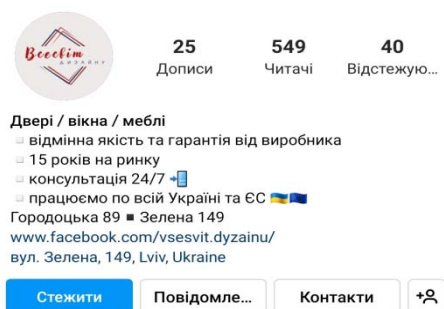 Всесвіт
ДИЗАЙНУ
25
549
40
Дописи
Читачі
Відстежую...
Двері / вікна / меблі
▫️відмінна якість та гарантія від виробника
▫️15 років на ринку
▫️консультація 24/7 📲
▫️працюємо по всій Україні та ЄС 🇺🇦🇪🇺
Городоцька 89 ◾ Зелена 149
www.facebook.com/vsesvit.dyzainu/
вул. Зелена, 149, Lviv, Ukraine
Стежити
Повідомле...
Контакти